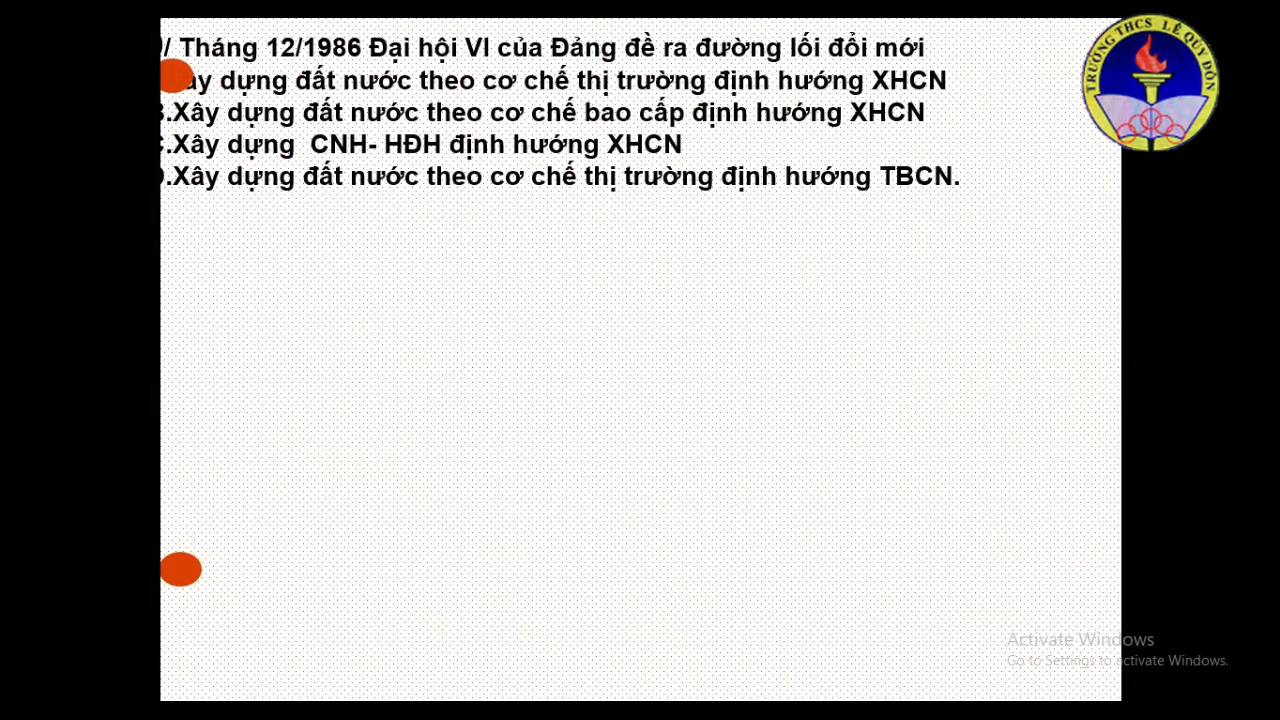 / Tháng 12/1986 Đại hội VI của Đảng đề ra đường lối đổi mới
ây dựng đất nước theo cơ chế thị trường định hướng XHCN
B.Xây dựng đất nước theo cơ chế bao cấp định hướng XHCN
C.Xây dựng CNH- HĐH định hướng XHCN
D.Xây dựng đất nước theo cơ chế thị trường định hướng TBCN.
TRƯỜNG THCS LÊ QUÝ ĐÔN
Activate Windows
Go to Settings to activate Windows.